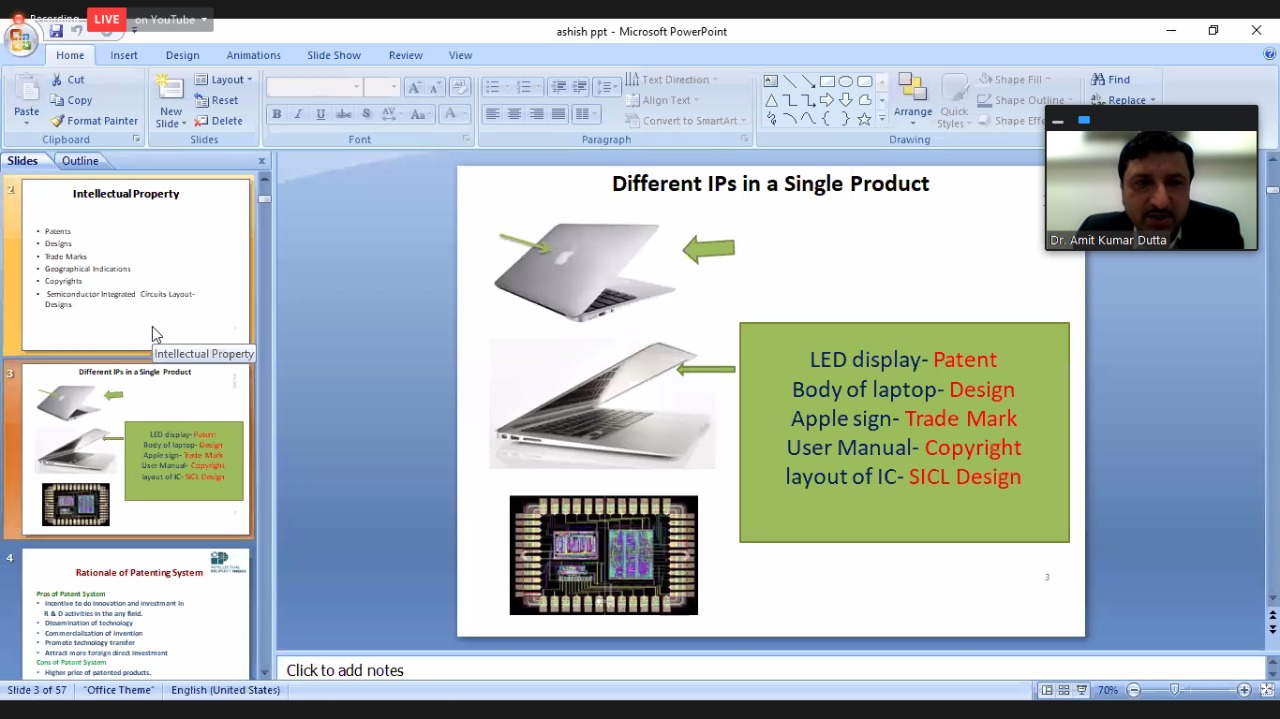 Recording
LIVE on YouTube
ashish ppt - Microsoft PowerPoint
Home Insert Design Animations Slide Show Review View
Paste
Cut
Copy
Format Painter
Clipboard
New
Slide
Layout
Reset
Delete
Slides
Font
Text Direction
Align Text
Convert to SmartArt
Paragraph
Arrange
Quick
Styles
Shape Fill
Shape Outline
Drawing
Find
Replace
Slides Outline
2
Intellectual Property
• Patents
• Designs
• Trade Marks
• Geographical Indications
• Copyrights
• Semiconductor Integrated Circuits Layout-
Designs
Intellectual Property
3
Different IPs in a Single Product
LED display- Patent
Body of laptop- Design
Apple sign- Trade Mark
User Manual- Copyright
layout of IC- SICL Design
4
Rationale of Patenting System
INTELLECTUAL
PROPERTY INDIA
Pros of Patent System
• Incentive to do innovation and investment in
R & D activities in the any field.
• Dissemination of technology
• Commercialization of invention
• Promote technology transfer
• Attract more foreign direct investment
Cons of Patent System
• Higher price of patented products.
Different IPs in a Single Product
LED display- Patent
Body of laptop- Design
Apple sign- Trade Mark
User Manual- Copyright
layout of IC- SICL Design
3
Dr. Amit Kumar Dutta
Click to add notes
Slide 3 of 57 "Office Theme" English (United States) 70%